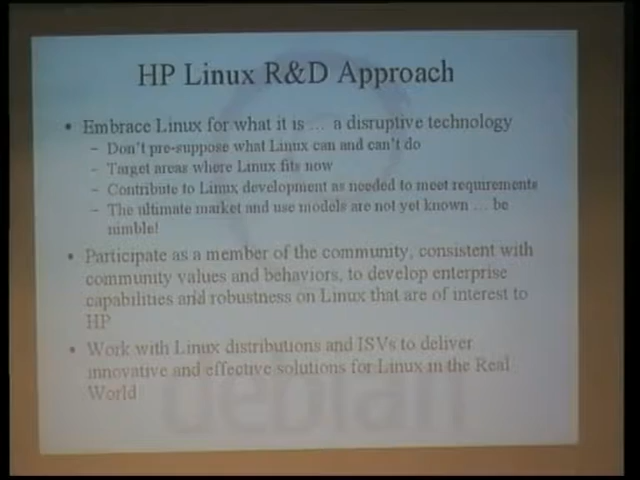 HP Linux R&D Approach
• Embrace Linux for what it is ... a disruptive technology
– Don't pre-suppose what Linux can and can't do
– Target areas where Linux fits now
– Contribute to Linux development as needed to meet requirements
– The ultimate market and use models are not yet known ... be
nimble!
• Participate as a member of the community, consistent with
community values and behaviors, to develop enterprise
capabilities and robustness on Linux that are of interest to
HP
• Work with Linux distributions and ISVs to deliver
innovative and effective solutions for Linux in the Real
World
debian